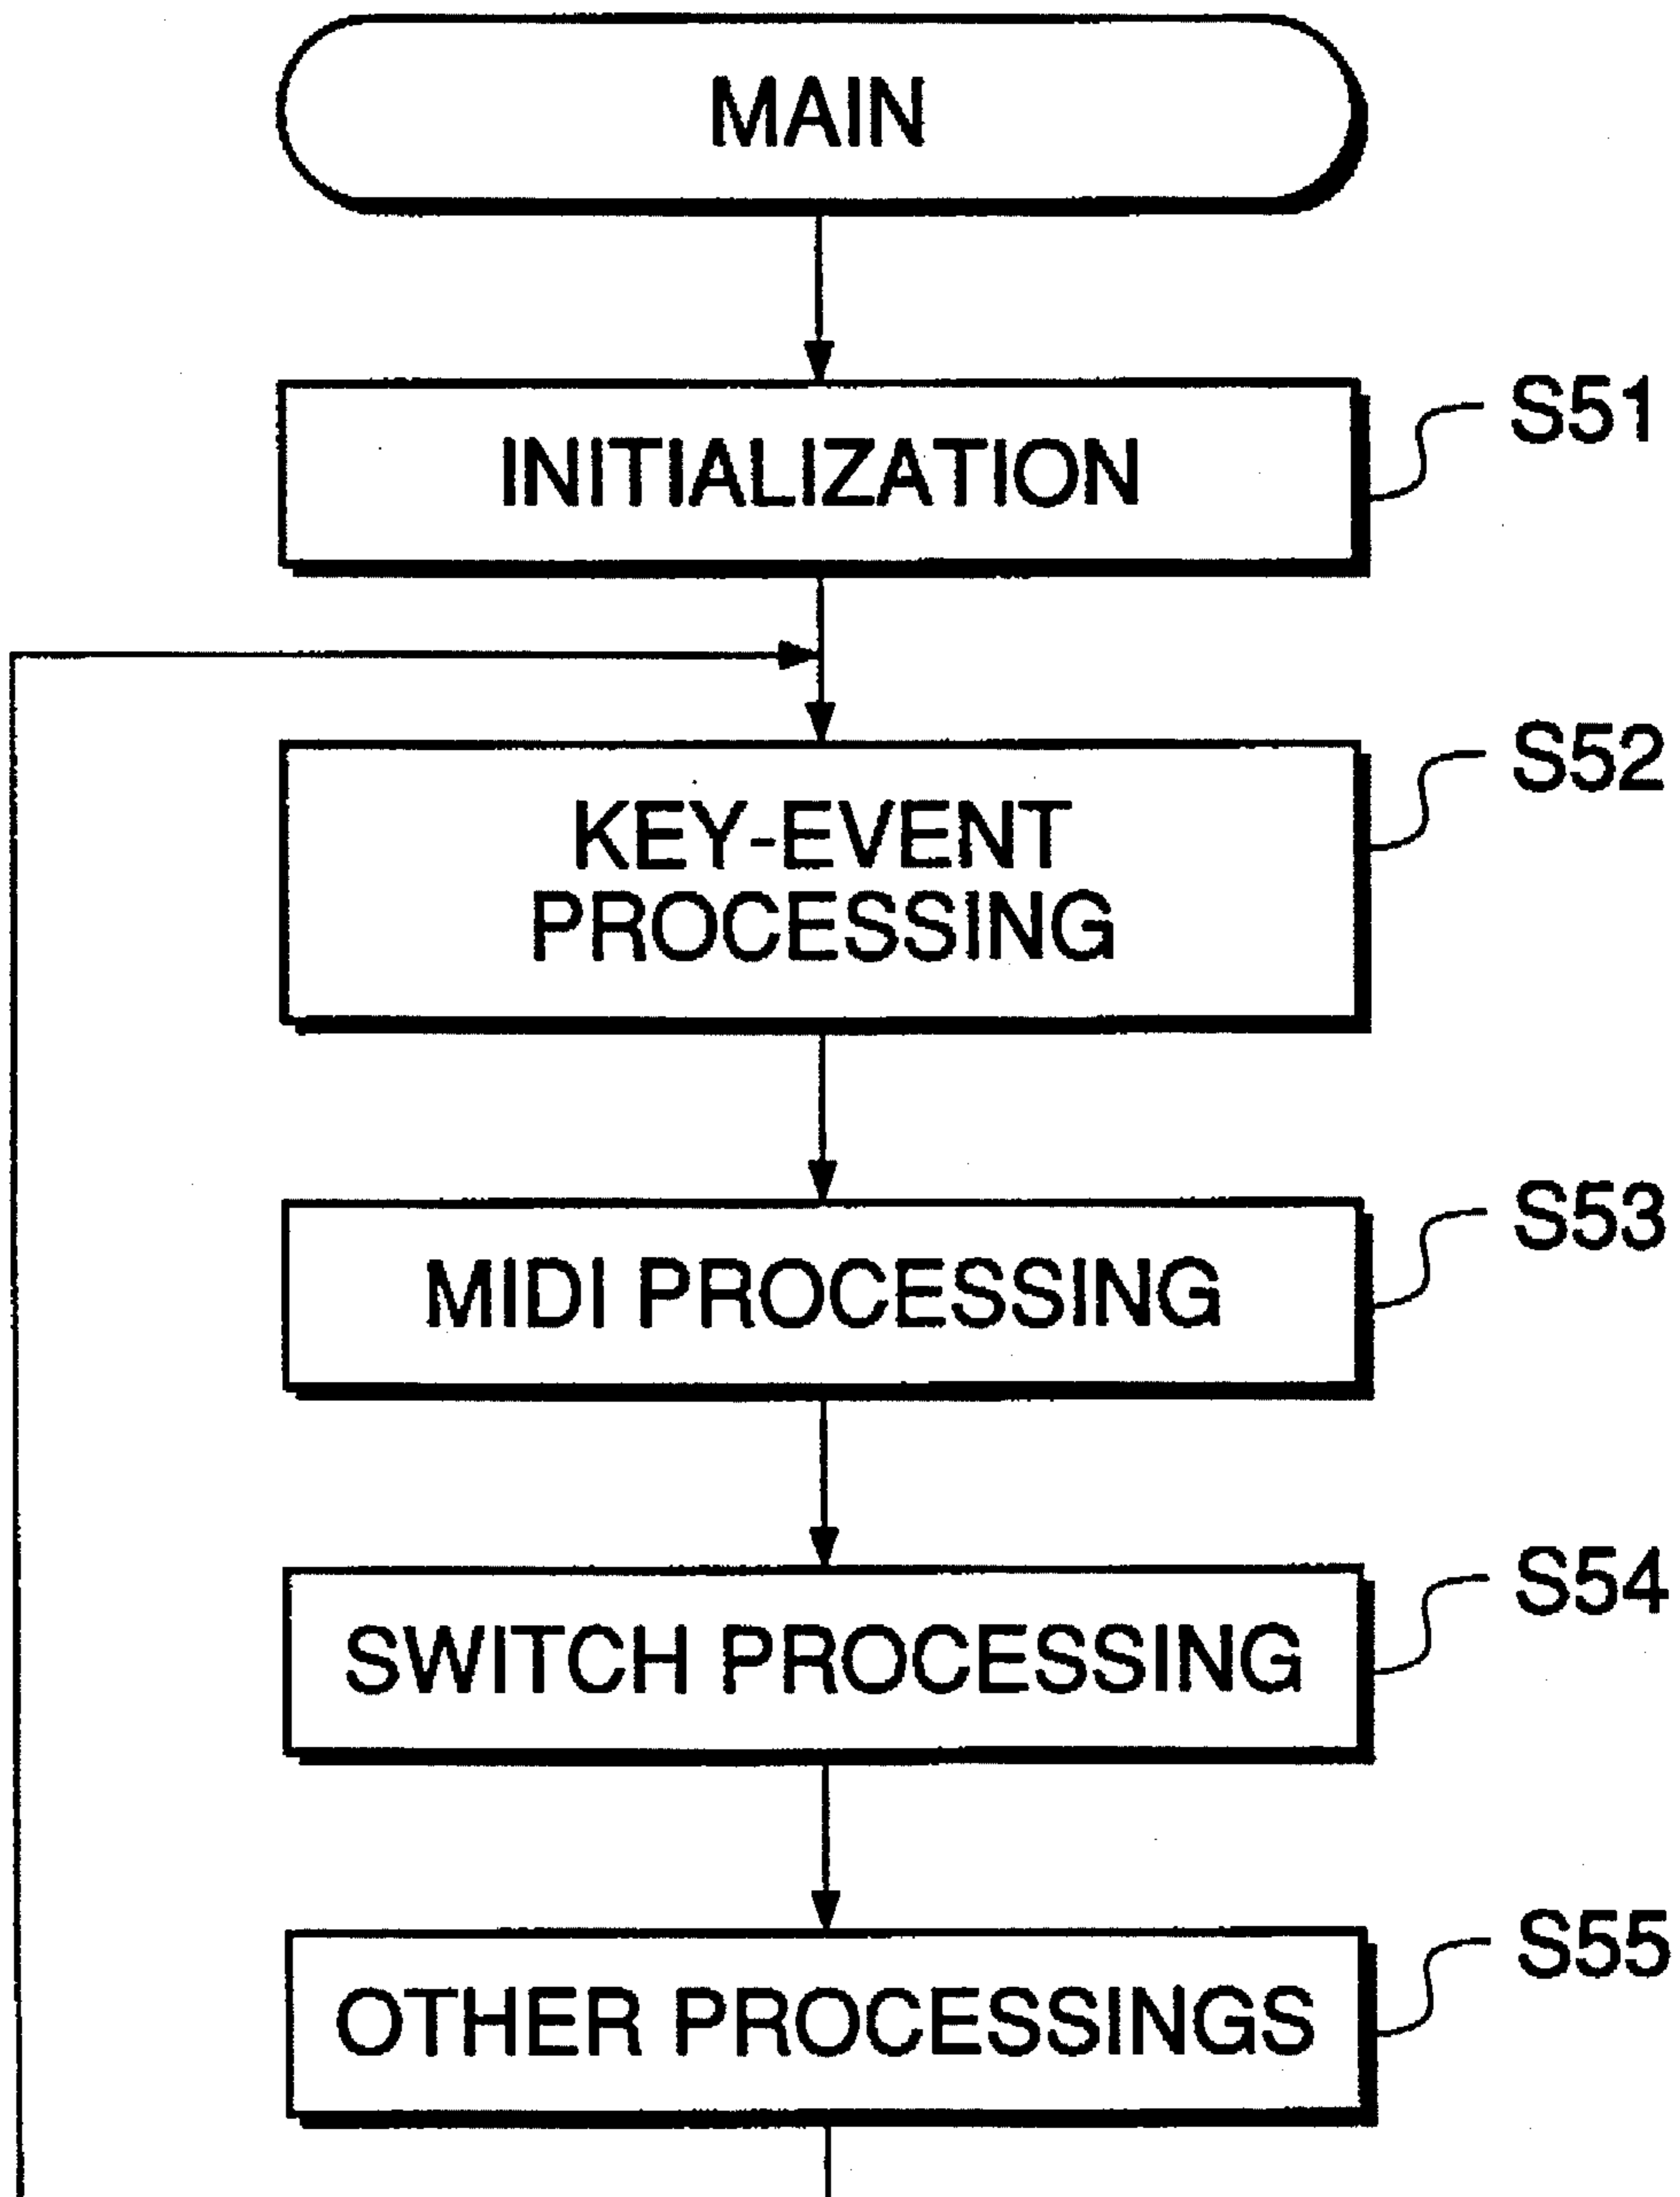 MAIN
INITIALIZATION
S51
KEY-EVENT
PROCESSING
S52
MIDI PROCESSING
S53
SWITCH PROCESSING
S54
OTHER PROCESSINGS
S55